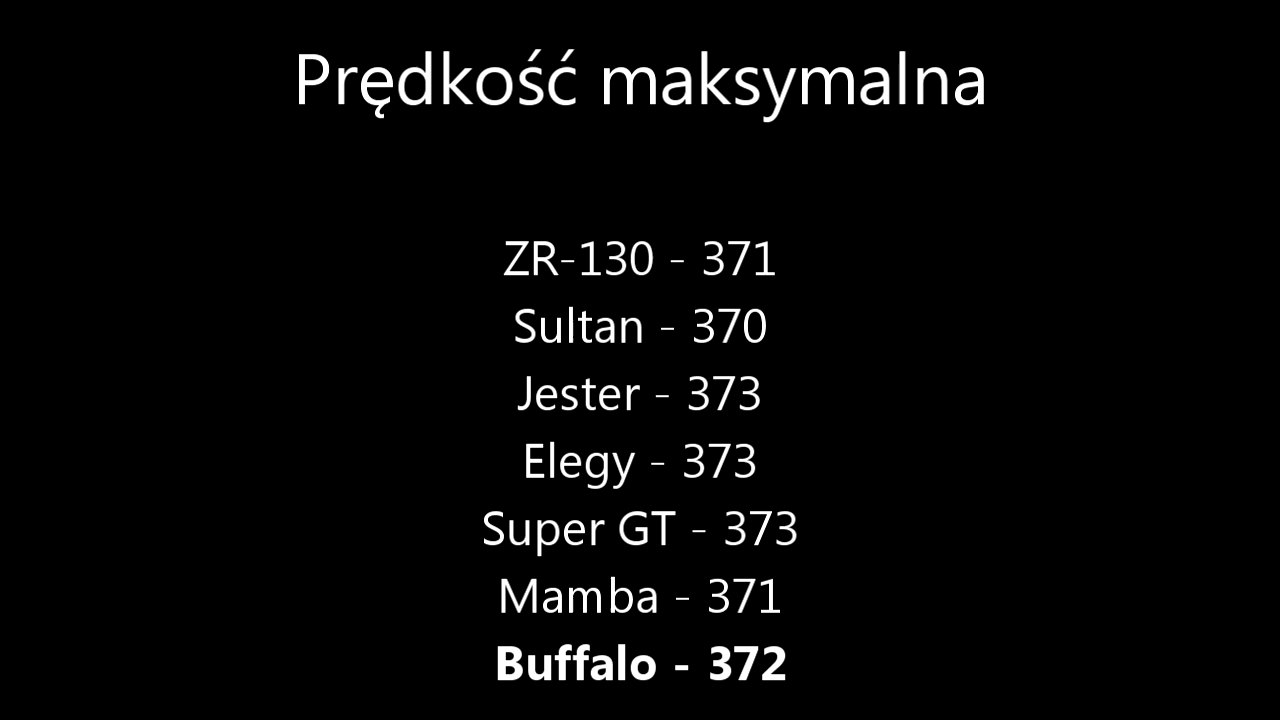 Prędkość maksymalna
ZR-130 - 371
Sultan - 370
Jester - 373
Elegy - 373
Super GT - 373
Mamba - 371
Buffalo - 372